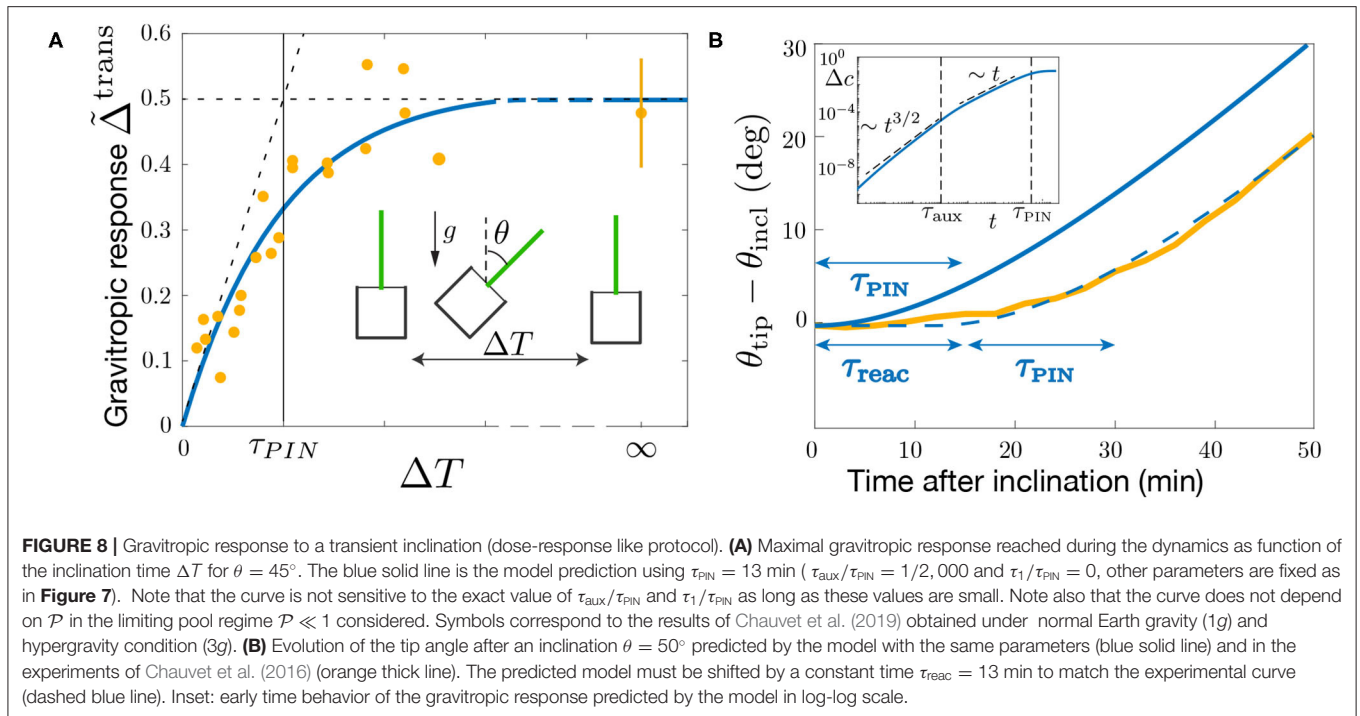 A
B
Gravitropic response Δ̃^trans
0.6
0.5
0.4
0.3
0.2
0.1
0
0
τ_PIN
∞
ΔT
g
θ
ΔT
θ_tip − θ_incl (deg)
30
20
10
0
0
10
20
30
40
50
Time after inclination (min)
10^0
Δc
10^−4
10^−8
∼ t^3/2
∼ t
τ_aux
t
τ_PIN
τ_PIN
τ_reac
τ_PIN
FIGURE 8 | Gravitropic response to a transient inclination (dose-response like protocol). (A) Maximal gravitropic response reached during the dynamics as function of
the inclination time ΔT for θ = 45°. The blue solid line is the model prediction using τ_PIN = 13 min ( τ_aux/τ_PIN = 1/2, 000 and τ_1/τ_PIN = 0, other parameters are fixed as
in Figure 7). Note that the curve is not sensitive to the exact value of τ_aux/τ_PIN and τ_1/τ_PIN as long as these values are small. Note also that the curve does not depend
on 𝒫 in the limiting pool regime 𝒫 ≪ 1 considered. Symbols correspond to the results of Chauvet et al. (2019) obtained under normal Earth gravity (1g) and
hypergravity condition (3g). (B) Evolution of the tip angle after an inclination θ = 50° predicted by the model with the same parameters (blue solid line) and in the
experiments of Chauvet et al. (2016) (orange thick line). The predicted model must be shifted by a constant time τ_reac = 13 min to match the experimental curve
(dashed blue line). Inset: early time behavior of the gravitropic response predicted by the model in log-log scale.